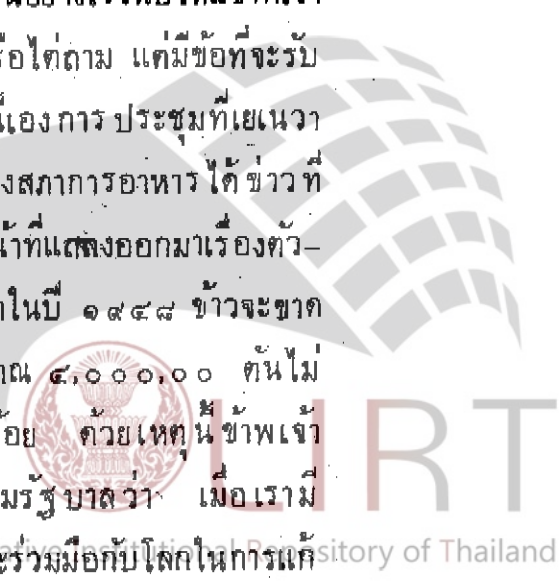 รือไต่ถาม แต่มีข้อที่จะรับ
นี่เองการ ประชุมที่เยเนวา
งสภาการอาหาร ได้ ข่าว ที่
น้าที่แสดงออกมาเรื่องตัว–
าในปี ๑๙๔๘ ข้าวจะขาด
าณ ๕,๐๐๐,๐๐ ตันไม่
้อย ด้วยเหตุ นี้ ข้าพเจ้า
ามรัฐบาลว่า เมื่อเรามี
ะร่วมมือกับโลกในการแก้
LIRT
Repository of Thailand